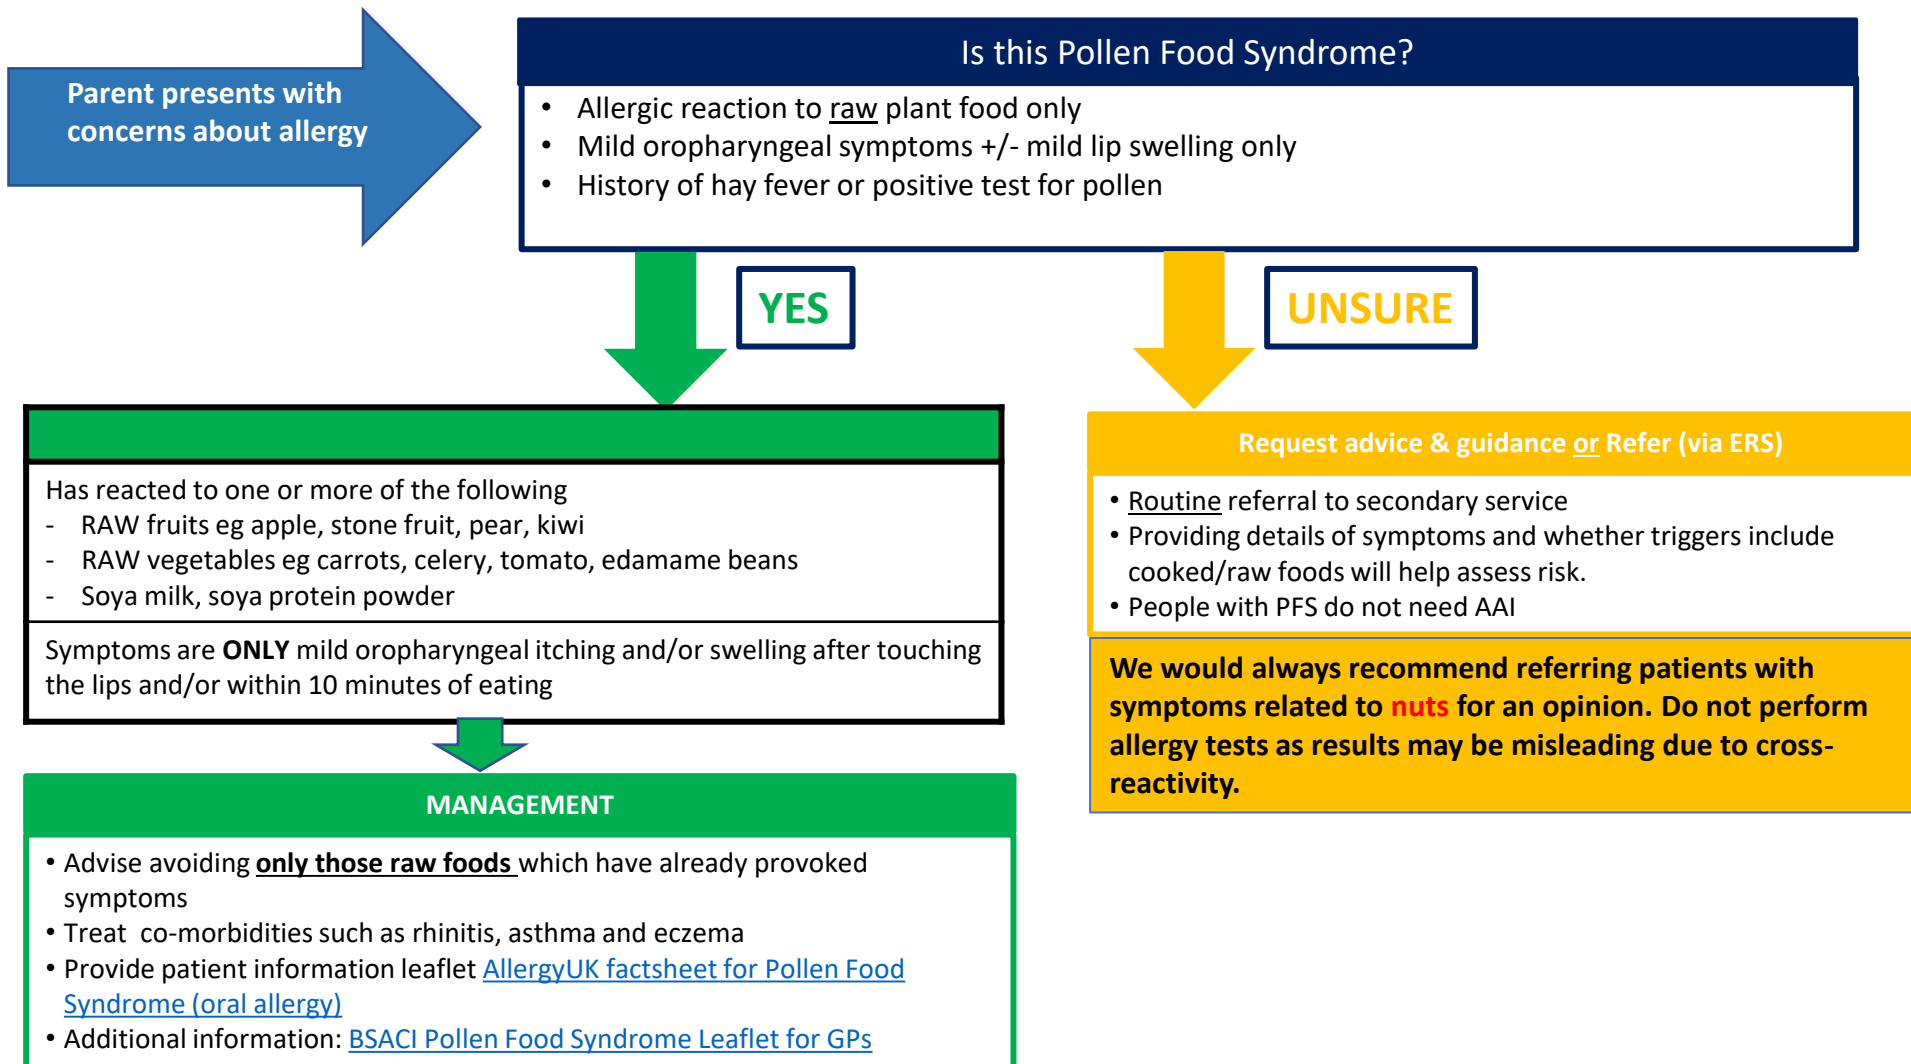 Parent presents with
concerns about allergy
Is this Pollen Food Syndrome?
• Allergic reaction to raw plant food only
• Mild oropharyngeal symptoms +/- mild lip swelling only
• History of hay fever or positive test for pollen
YES
UNSURE
Has reacted to one or more of the following
- RAW fruits eg apple, stone fruit, pear, kiwi
- RAW vegetables eg carrots, celery, tomato, edamame beans
- Soya milk, soya protein powder
Symptoms are ONLY mild oropharyngeal itching and/or swelling after touching
the lips and/or within 10 minutes of eating
MANAGEMENT
• Advise avoiding only those raw foods which have already provoked
symptoms
• Treat co-morbidities such as rhinitis, asthma and eczema
• Provide patient information leaflet AllergyUK factsheet for Pollen Food
Syndrome (oral allergy)
• Additional information: BSACI Pollen Food Syndrome Leaflet for GPs
Request advice & guidance or Refer (via ERS)
• Routine referral to secondary service
• Providing details of symptoms and whether triggers include
cooked/raw foods will help assess risk.
• People with PFS do not need AAI
We would always recommend referring patients with
symptoms related to nuts for an opinion. Do not perform
allergy tests as results may be misleading due to cross-
reactivity.